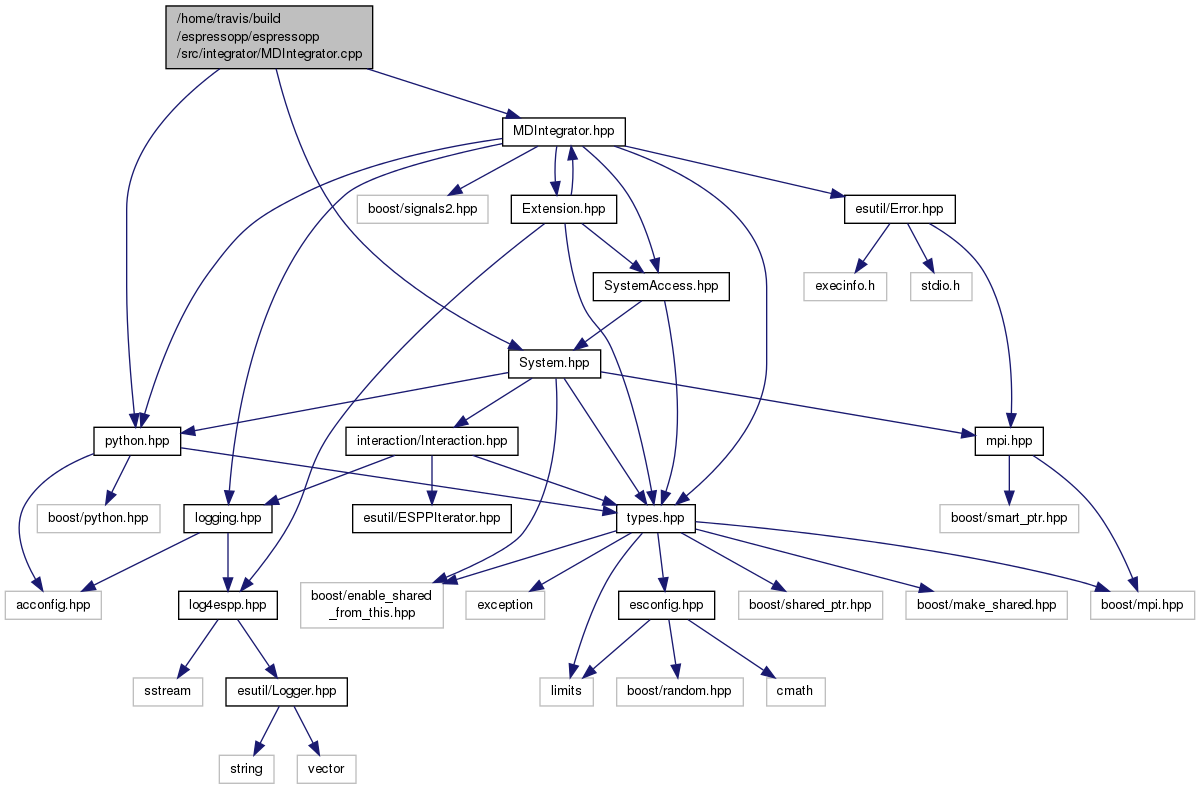 /home/travis/build
/espressopp/espressopp
/src/integrator/MDIntegrator.cpp
MDIntegrator.hpp
boost/signals2.hpp
Extension.hpp
esutil/Error.hpp
SystemAccess.hpp
execinfo.h
stdio.h
System.hpp
python.hpp
interaction/Interaction.hpp
mpi.hpp
boost/python.hpp
logging.hpp
esutil/ESPPIterator.hpp
types.hpp
boost/smart_ptr.hpp
acconfig.hpp
log4espp.hpp
boost/enable_shared
_from_this.hpp
exception
esconfig.hpp
boost/shared_ptr.hpp
boost/make_shared.hpp
boost/mpi.hpp
sstream
esutil/Logger.hpp
limits
boost/random.hpp
cmath
string
vector